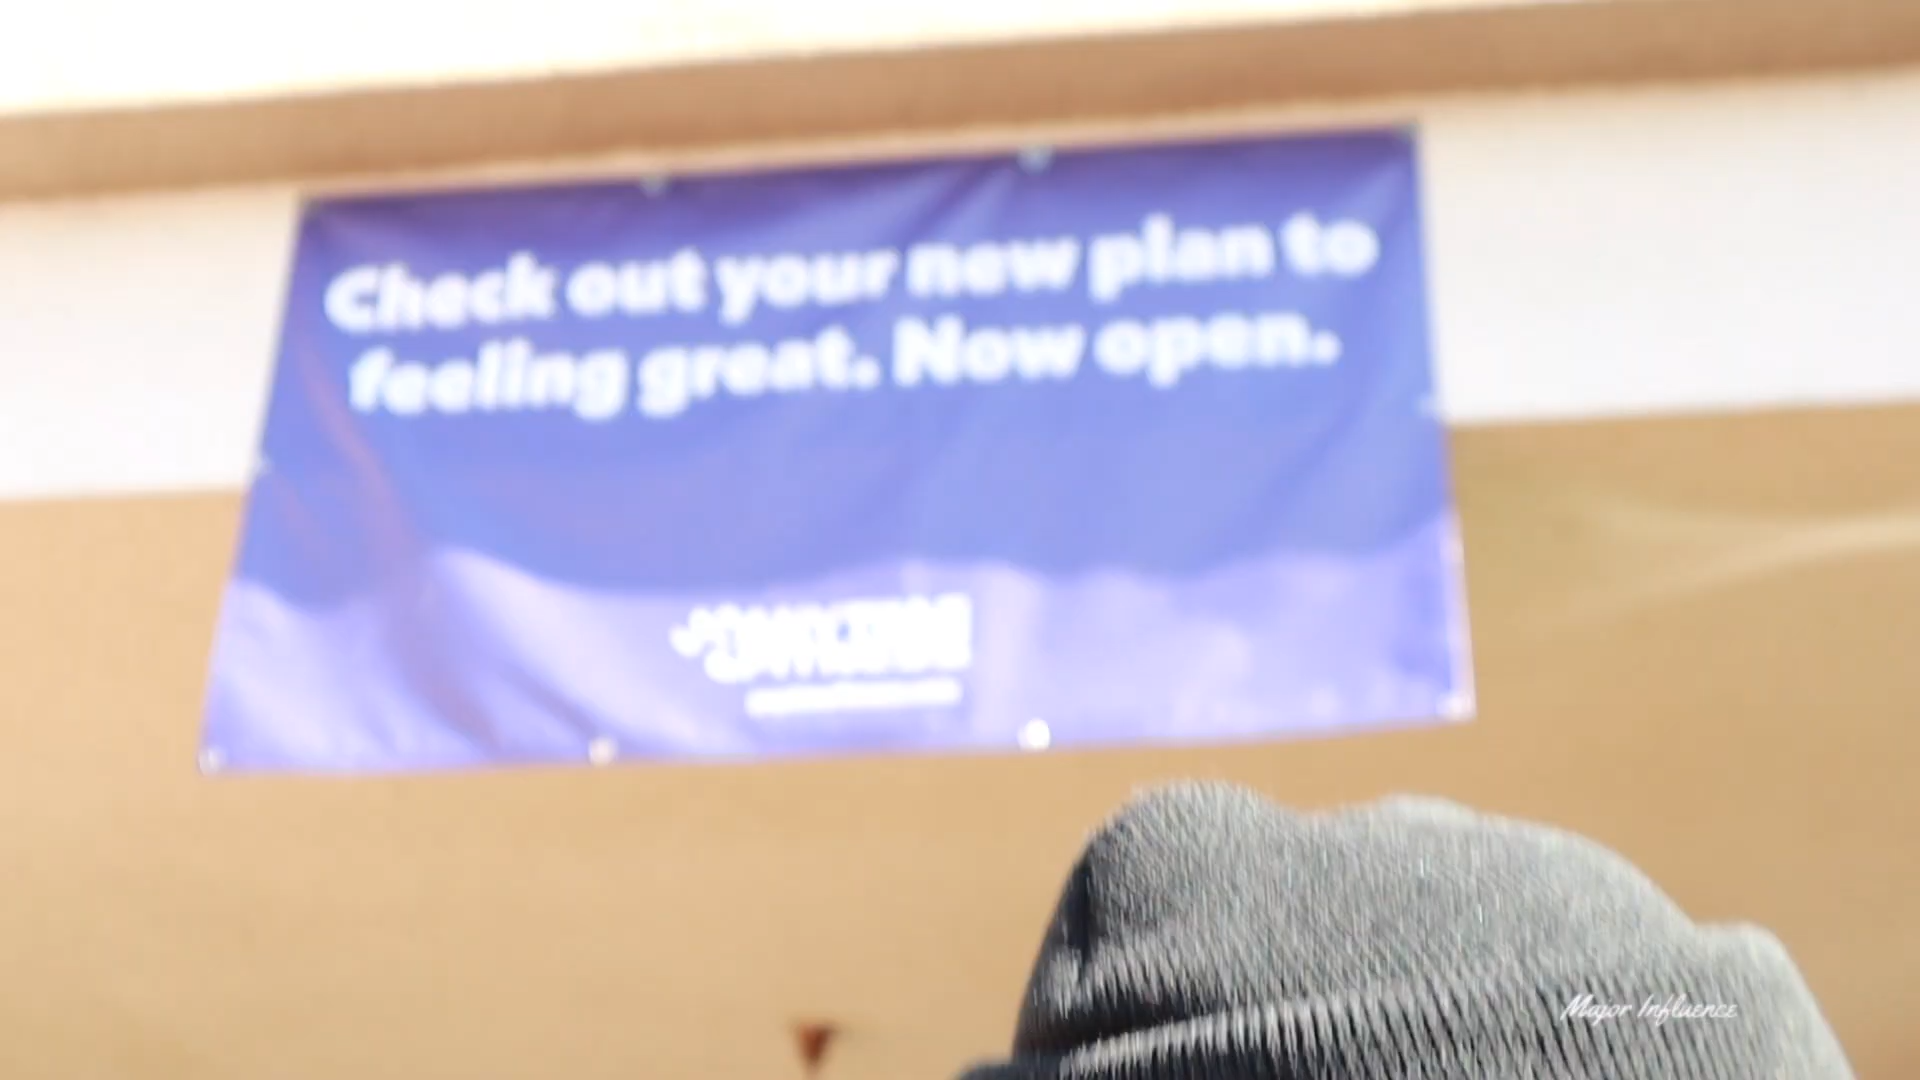 Check out your new plan to
feeling great. Now open.
Major Influence